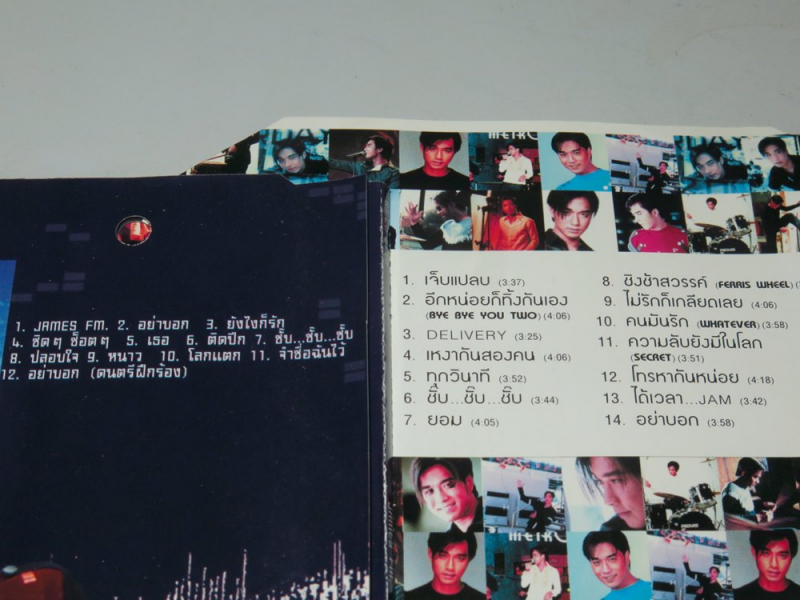 METRO
1. JAMES FM. 2. อย่าบอก 3. ยังไงก็รัก
4. ชิดๆ ช็อตๆ 5. เธอ 6. ติดปีก 7. ซั้บ...ซั้บ...ซั้บ
8. ปลอบใจ 9. หนาว 10. โลกแตก 11. จำชื่อฉันไว้
12. อย่าบอก (ดนตรีฝึกร้อง)
1. เจ็บแปลบ (3:37)
2. อีกหน่อยก็ทิ้งกันเอง
(BYE BYE YOU TWO) (4:06)
3. DELIVERY (3:25)
4. เหงากันสองคน (4:06)
5. ทุกวินาที (3:52)
6. ซิ๊บ...ซิ๊บ...ซิ๊บ (3:44)
7. ยอม (4:05)
8. ชิงช้าสวรรค์ (FERRIS WHEEL)
9. ไม่รักก็เกลียดเลย (4:06)
10. คนมันรัก (WHATEVER) (3:58)
11. ความลับยังมีในโลก
(SECRET) (3:51)
12. โทรหากันหน่อย (4:18)
13. ได้เวลา...JAM (3:42)
14. อย่าบอก (3:58)